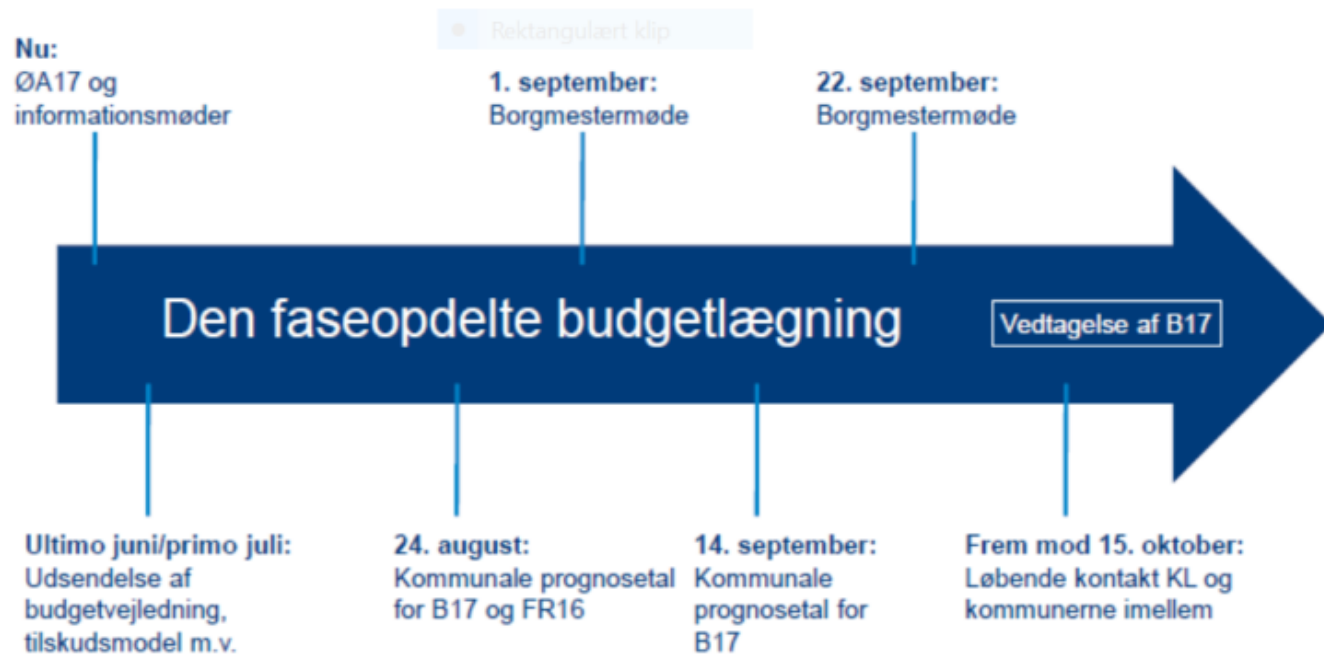 Rektangulært klip
Nu:
ØA17 og
informationsmøder
1. september:
Borgmestermøde
22. september:
Borgmestermøde
Den faseopdelte budgetlægning
Vedtagelse af B17
Ultimo juni/primo juli:
Udsendelse af
budgetvejledning,
tilskudsmodel m.v.
24. august:
Kommunale prognosetal
for B17 og FR16
14. september:
Kommunale
prognosetal for
B17
Frem mod 15. oktober:
Løbende kontakt KL og
kommunerne imellem